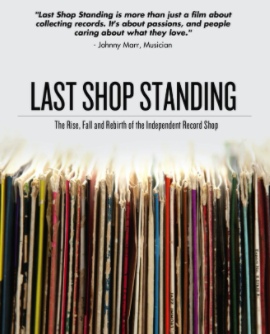 "Last Shop Standing is more than just a film about
collecting records. It's about passions, and people
caring about what they love."
- Johnny Marr, Musician
LAST SHOP STANDING
The Rise, Fall and Rebirth of the Independent Record Shop